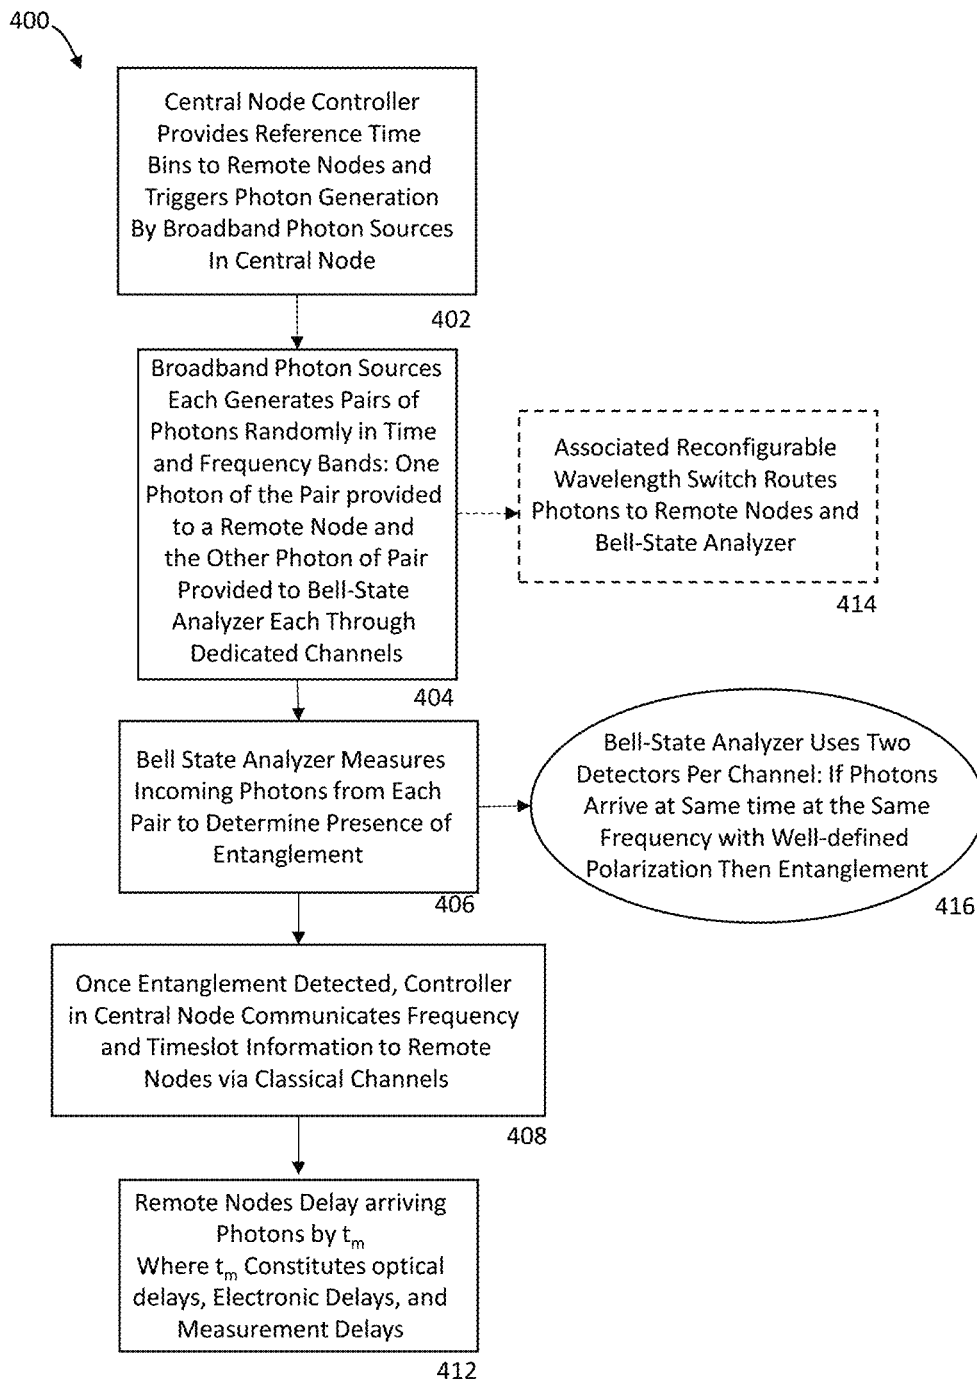 400
Central Node Controller
Provides Reference Time
Bins to Remote Nodes and
Triggers Photon Generation
By Broadband Photon Sources
In Central Node
402
Broadband Photon Sources
Each Generates Pairs of
Photons Randomly in Time
and Frequency Bands: One
Photon of the Pair provided
to a Remote Node and
the Other Photon of Pair
Provided to Bell-State
Analyzer Each Through
Dedicated Channels
404
Associated Reconfigurable
Wavelength Switch Routes
Photons to Remote Nodes and
Bell-State Analyzer
414
Bell State Analyzer Measures
Incoming Photons from Each
Pair to Determine Presence of
Entanglement
406
Bell-State Analyzer Uses Two
Detectors Per Channel: If Photons
Arrive at Same time at the Same
Frequency with Well-defined
Polarization Then Entanglement
416
Once Entanglement Detected, Controller
in Central Node Communicates Frequency
and Timeslot Information to Remote
Nodes via Classical Channels
408
Remote Nodes Delay arriving
Photons by tm
Where tm Constitutes optical
delays, Electronic Delays, and
Measurement Delays
412